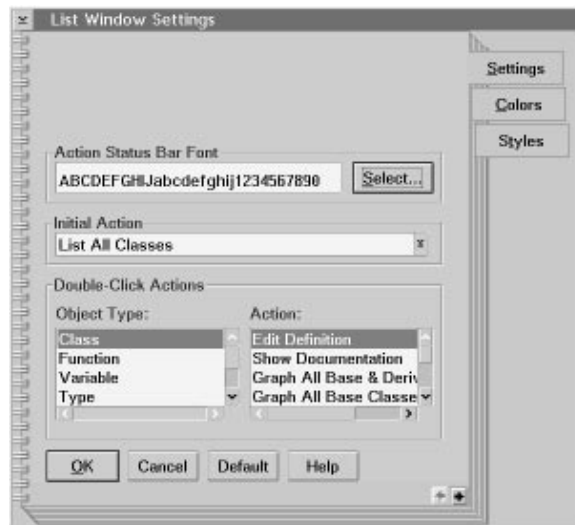 List Window Settings
Settings
Colors
Styles
Action Status Bar Font
ABCDEFGHIJabcdefghij1234567890
Select...
Initial Action
List All Classes
Double-Click Actions
Object Type:
Action:
Class
Edit Definition
Function
Show Documentation
Variable
Graph All Base & Deriv
Type
Graph All Base Classe
OK
Cancel
Default
Help